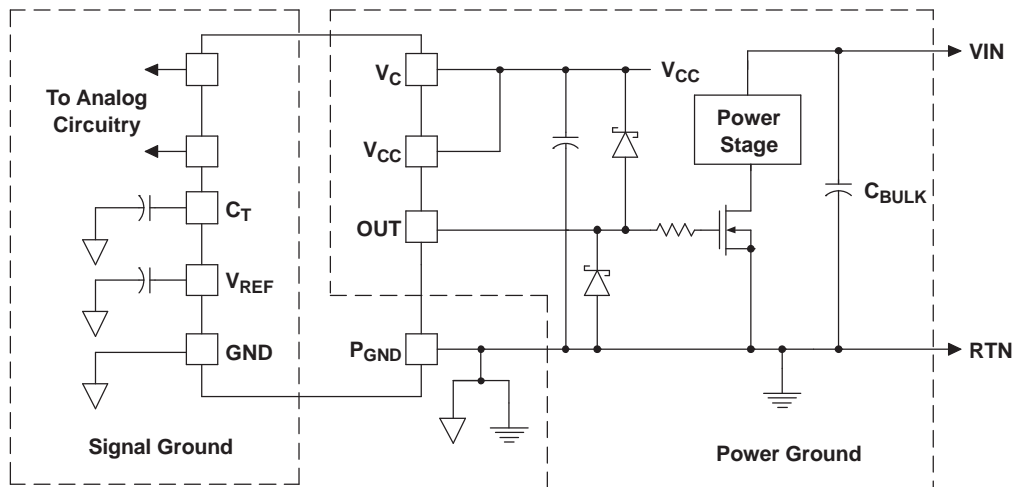 To Analog
Circuitry
C_T
V_REF
GND
Signal Ground
V_C
V_CC
OUT
P_GND
V_CC
Power
Stage
C_BULK
VIN
RTN
Power Ground